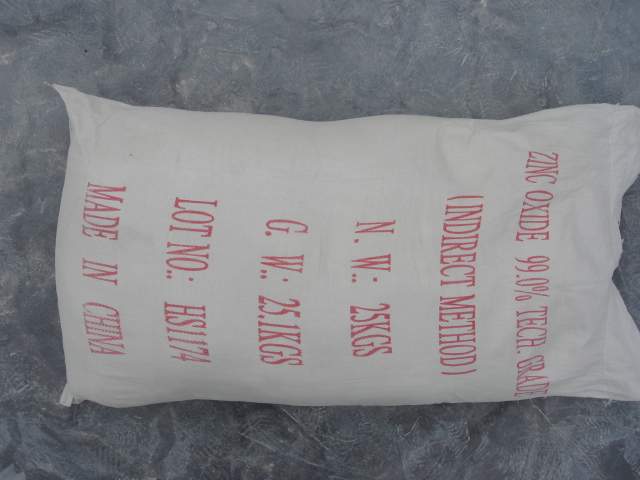 ZINC OXIDE 99.0% TECH. GRADE
(INDIRECT METHOD)
N. W.: 25KGS
G. W.: 25.1KGS
LOT NO.: HS1174
MADE IN CHINA